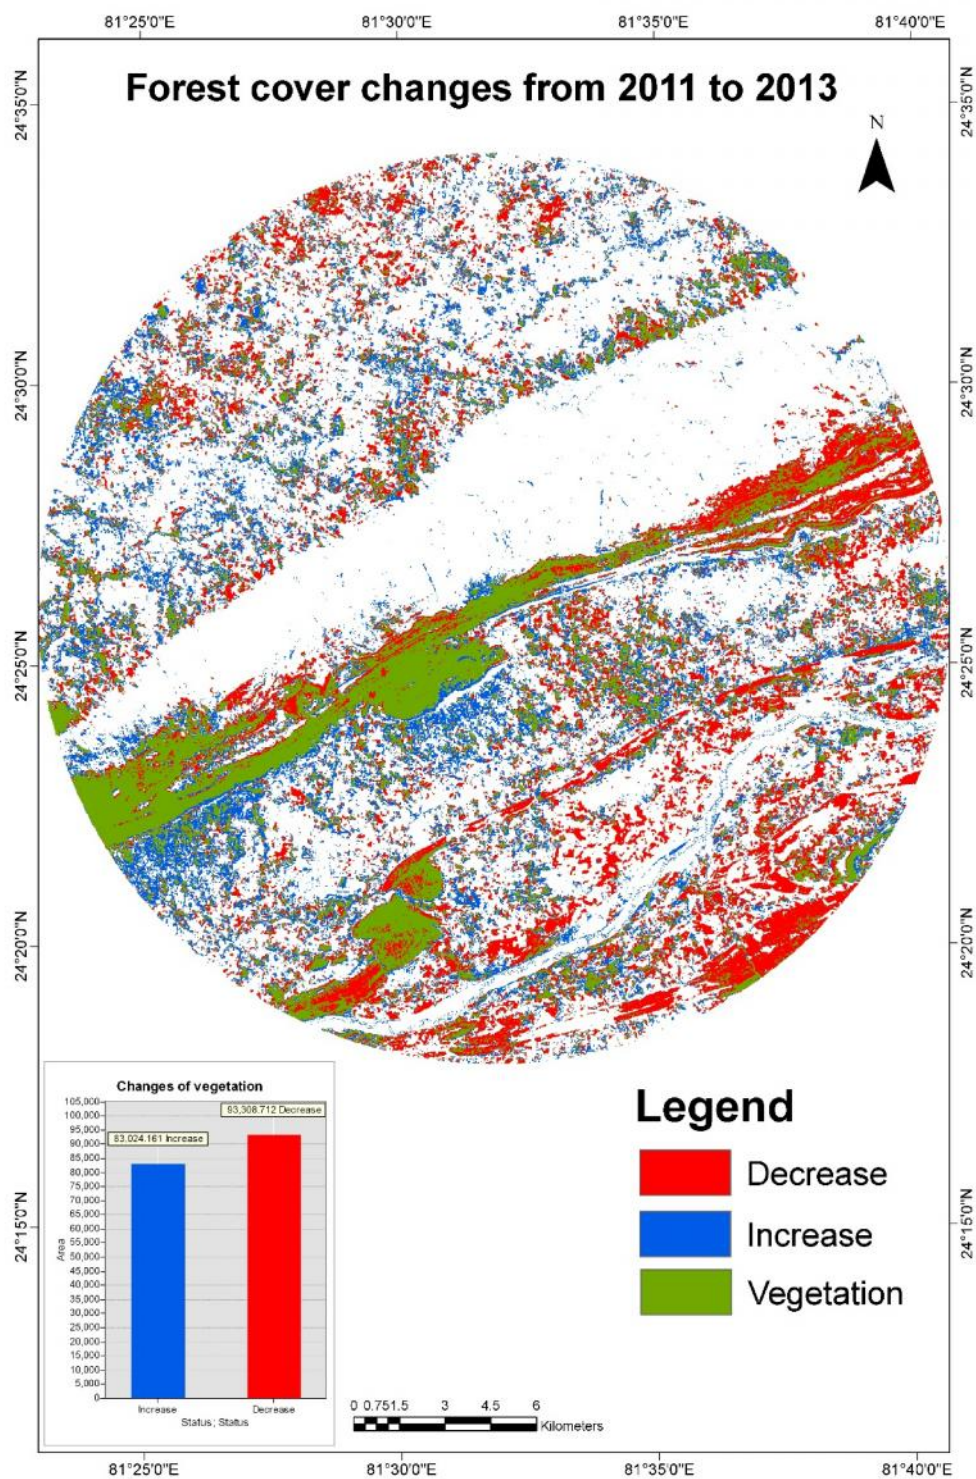 81°25'0"E 81°30'0"E 81°35'0"E 81°40'0"E
Forest cover changes from 2011 to 2013
N
24°35'0"N 24°35'0"N
24°30'0"N 24°30'0"N
24°25'0"N 24°25'0"N
24°20'0"N 24°20'0"N
24°15'0"N 24°15'0"N
Changes of vegetation
105,000
100,000
95,000
90,000
85,000
80,000
75,000
70,000
65,000
60,000
55,000
50,000
45,000
40,000
35,000
30,000
25,000
20,000
15,000
10,000
5,000
0
Area
93,308.712 Decrease
83,024.161 Increase
Increase Decrease
Status; Status
Legend
Decrease
Increase
Vegetation
0 0.75 1.5 3 4.5 6
Kilometers
81°25'0"E 81°30'0"E 81°35'0"E 81°40'0"E